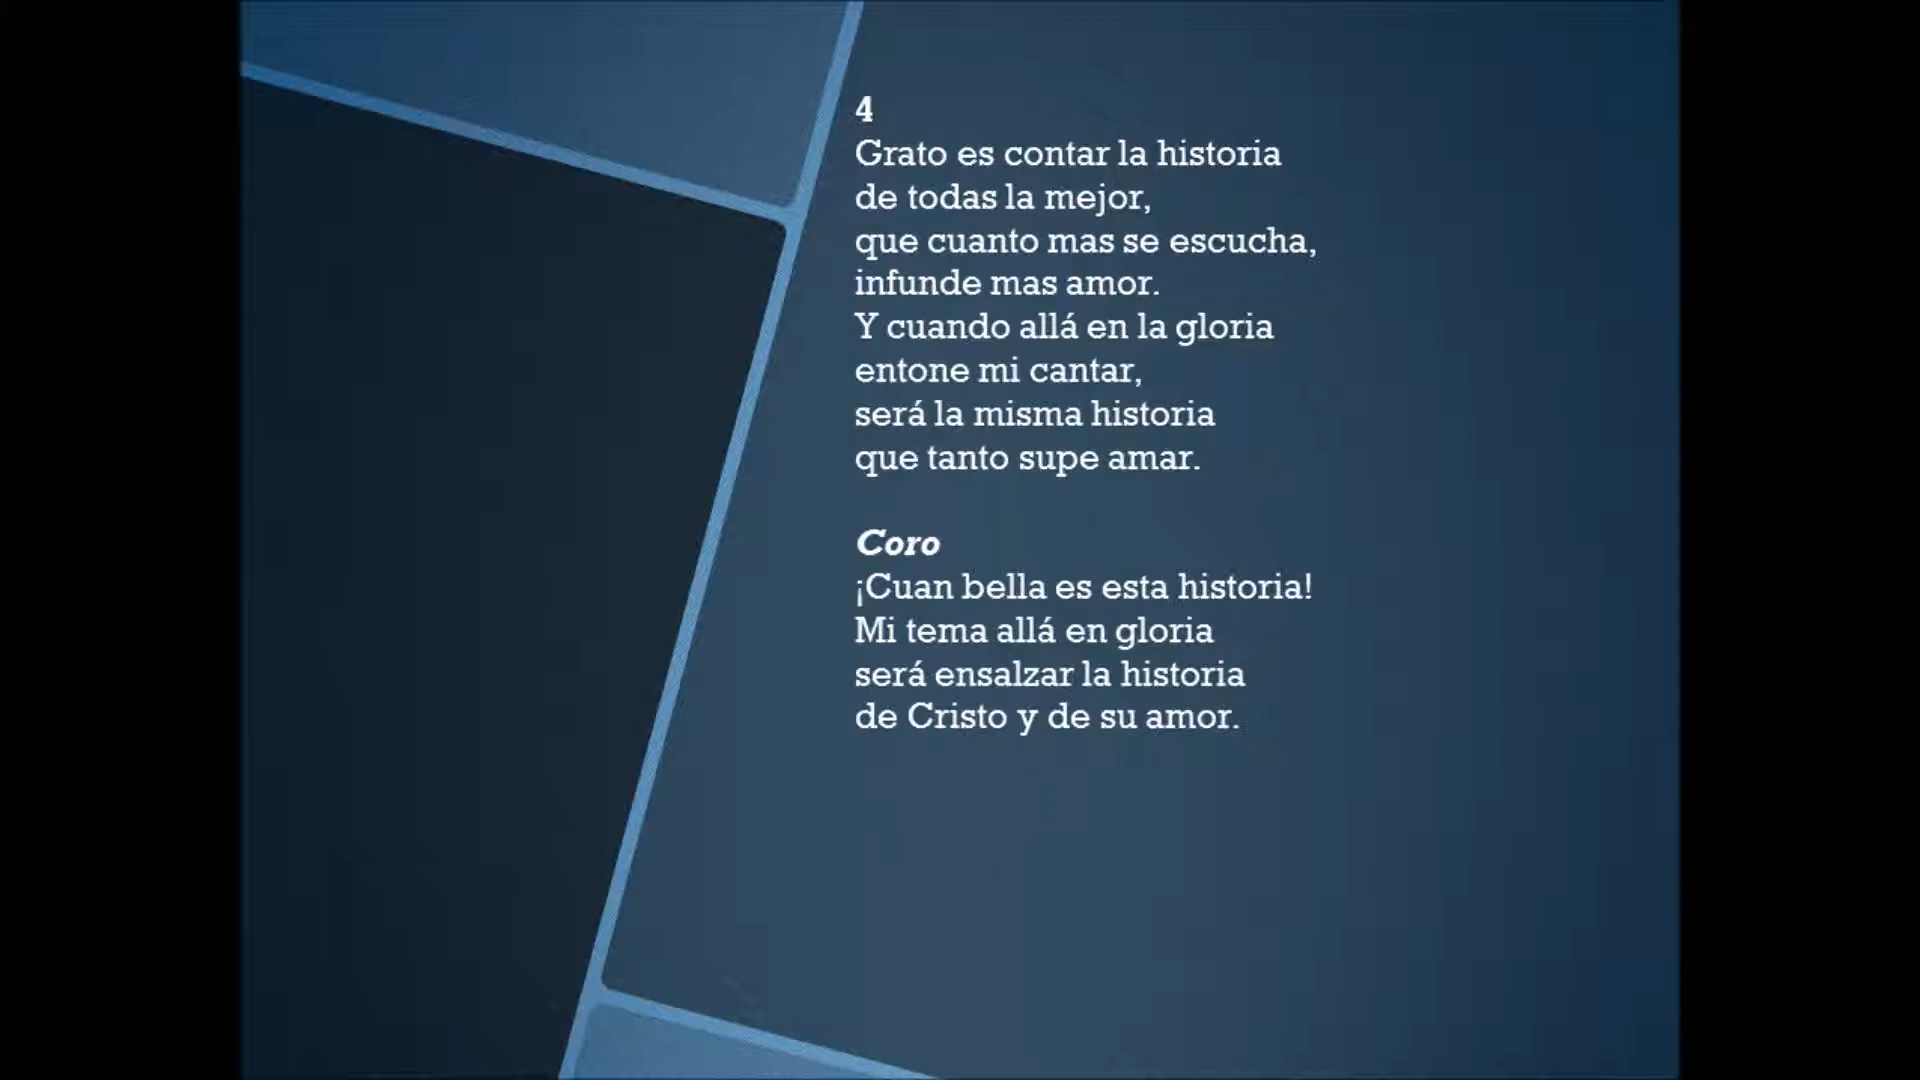 4
Grato es contar la historia
de todas la mejor,
que cuanto mas se escucha,
infunde mas amor.
Y cuando allá en la gloria
entone mi cantar,
será la misma historia
que tanto supe amar.
Coro
¡Cuan bella es esta historia!
Mi tema allá en gloria
será ensalzar la historia
de Cristo y de su amor.